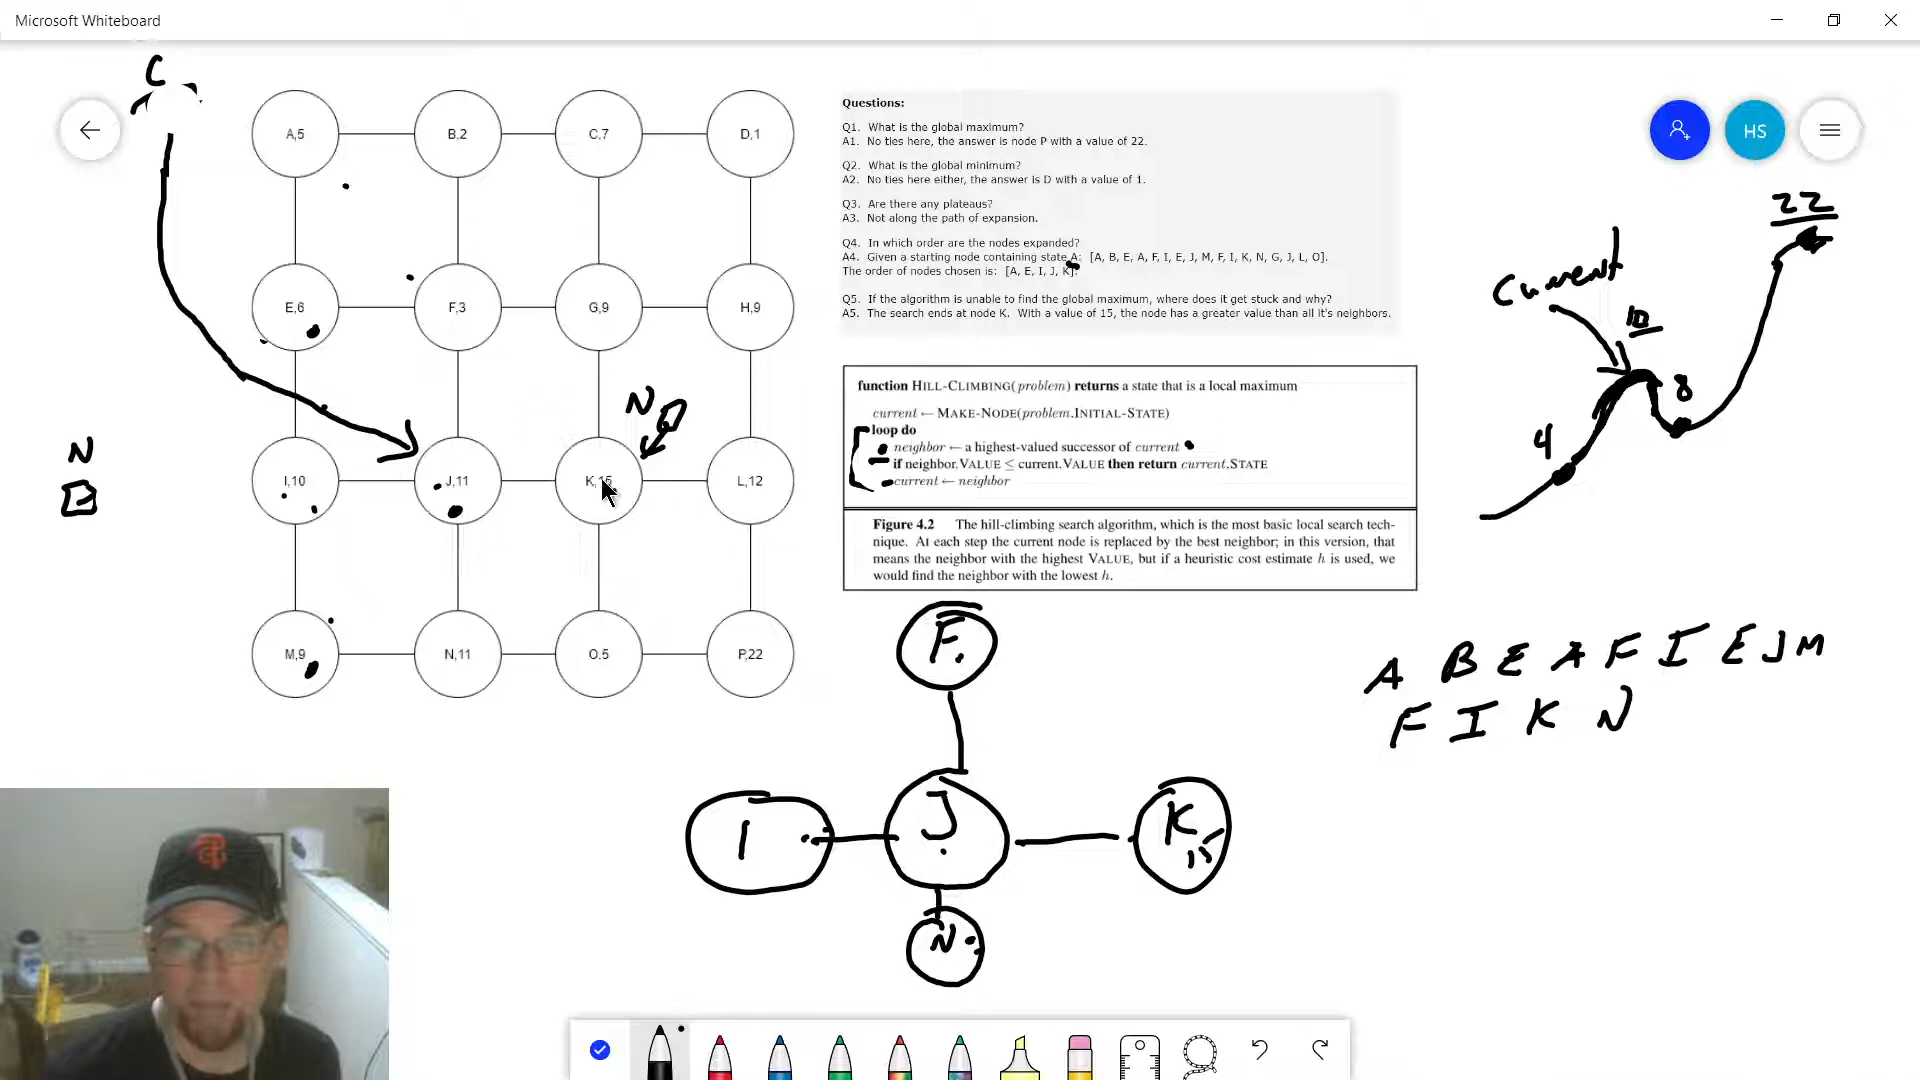 Microsoft Whiteboard
C
A,5
B,2
C,7
D,1
E,6
F,3
G,9
H,9
N
I,10
J,11
K,15
L,12
N
M,9
N,11
O,5
P,22
Questions:
Q1. What is the global maximum?
A1. No ties here, the answer is node P with a value of 22.
Q2. What is the global minimum?
A2. No ties here either, the answer is D with a value of 1.
Q3. Are there any plateaus?
A3. Not along the path of expansion.
Q4. In which order are the nodes expanded?
A4. Given a starting node containing state A: [A, B, E, A, F, I, E, J, M, F, I, K, N, G, J, L, O].
The order of nodes chosen is: [A, E, I, J, K].
Q5. If the algorithm is unable to find the global maximum, where does it get stuck and why?
A5. The search ends at node K. With a value of 15, the node has a greater value than all it's neighbors.
function HILL-CLIMBING(problem) returns a state that is a local maximum
current ← MAKE-NODE(problem.INITIAL-STATE)
loop do
neighbor ← a highest-valued successor of current
if neighbor.VALUE ≤ current.VALUE then return current.STATE
current ← neighbor
Figure 4.2 The hill-climbing search algorithm, which is the most basic local search tech-
nique. At each step the current node is replaced by the best neighbor; in this version, that
means the neighbor with the highest VALUE, but if a heuristic cost estimate h is used, we
would find the neighbor with the lowest h.
HS
22
Current
10
8
4
F
I
J
K
15
N
A B E A F I E J M
F I K N